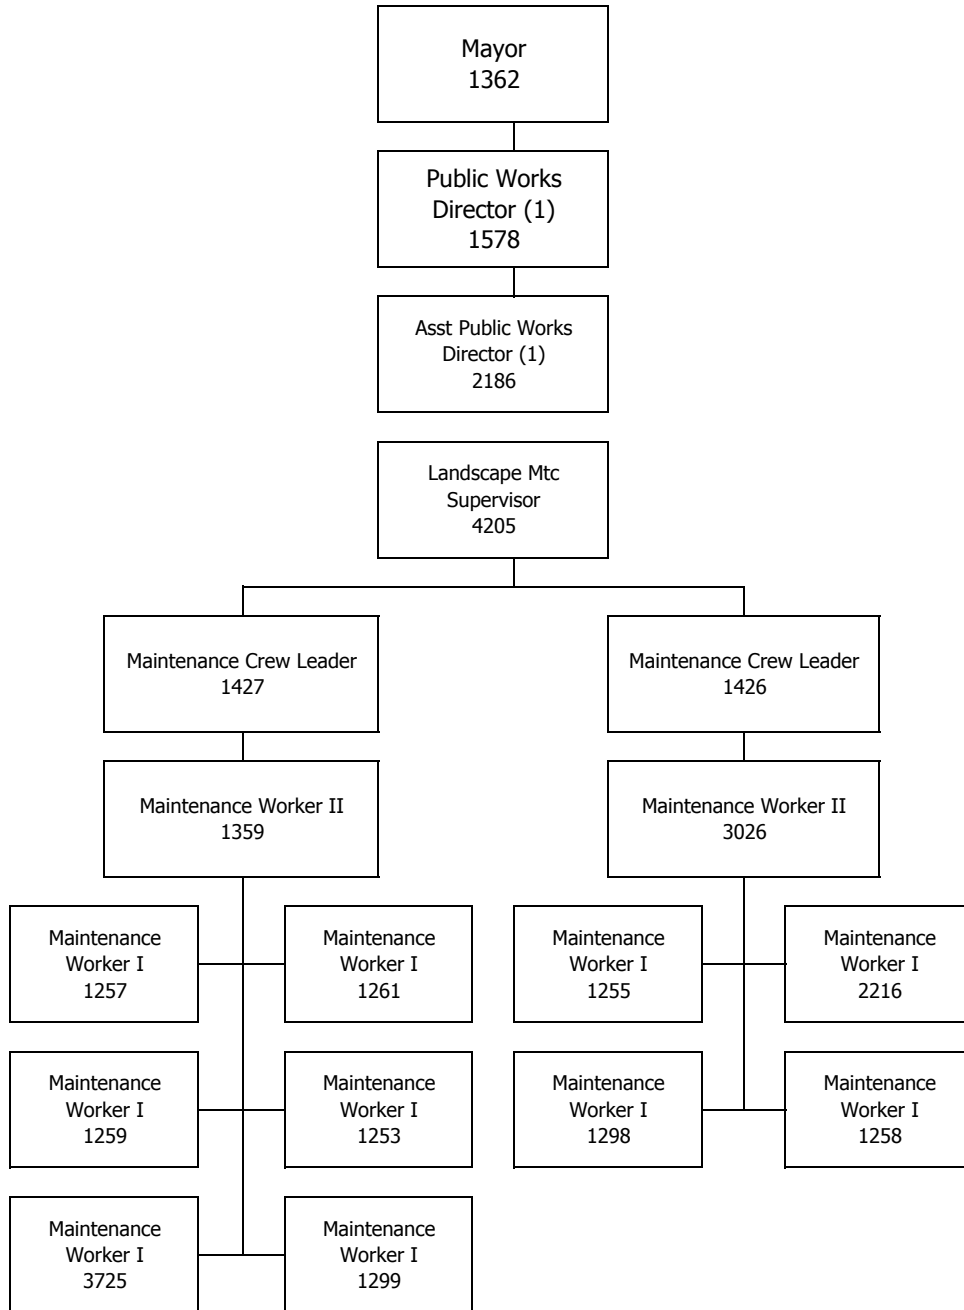 Mayor
1362
Public Works
Director (1)
1578
Asst Public Works
Director (1)
2186
Landscape Mtc
Supervisor
4205
Maintenance Crew Leader
1427
Maintenance Crew Leader
1426
Maintenance Worker II
1359
Maintenance Worker II
3026
Maintenance
Worker I
1257
Maintenance
Worker I
1261
Maintenance
Worker I
1255
Maintenance
Worker I
2216
Maintenance
Worker I
1259
Maintenance
Worker I
1253
Maintenance
Worker I
1298
Maintenance
Worker I
1258
Maintenance
Worker I
3725
Maintenance
Worker I
1299